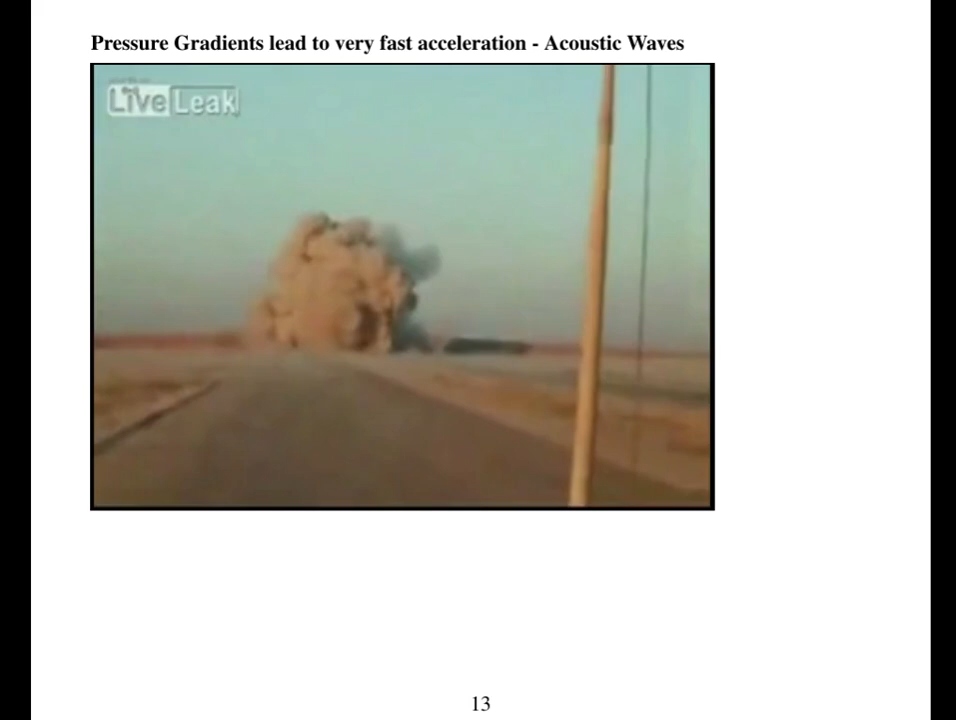 Pressure Gradients lead to very fast acceleration - Acoustic Waves
LiveLeak
13